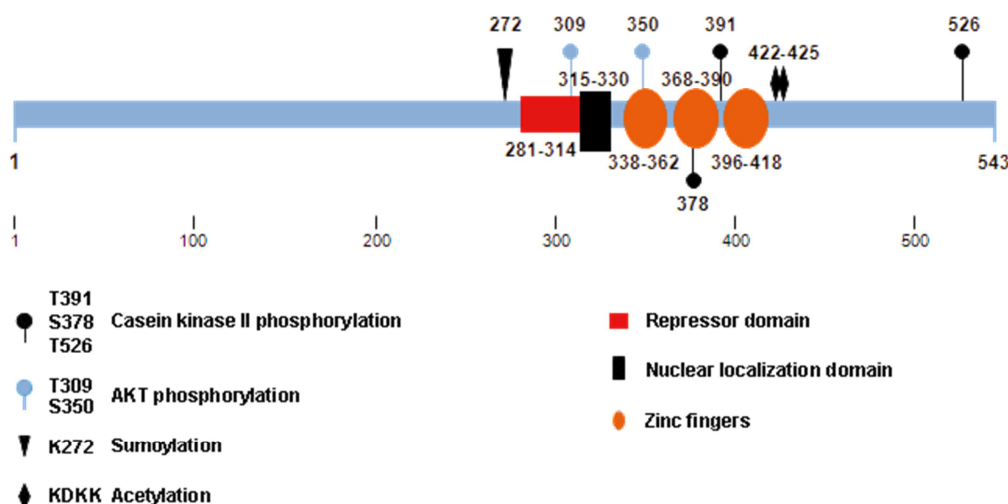 272 309 350 391 526
422-425
315-330 368-390
281-314 338-362 396-418
1 543
378
1 100 200 300 400 500
T391
S378 Casein kinase II phosphorylation
T526
T309
S350 AKT phosphorylation
K272 Sumoylation
KDKK Acetylation
Repressor domain
Nuclear localization domain
Zinc fingers